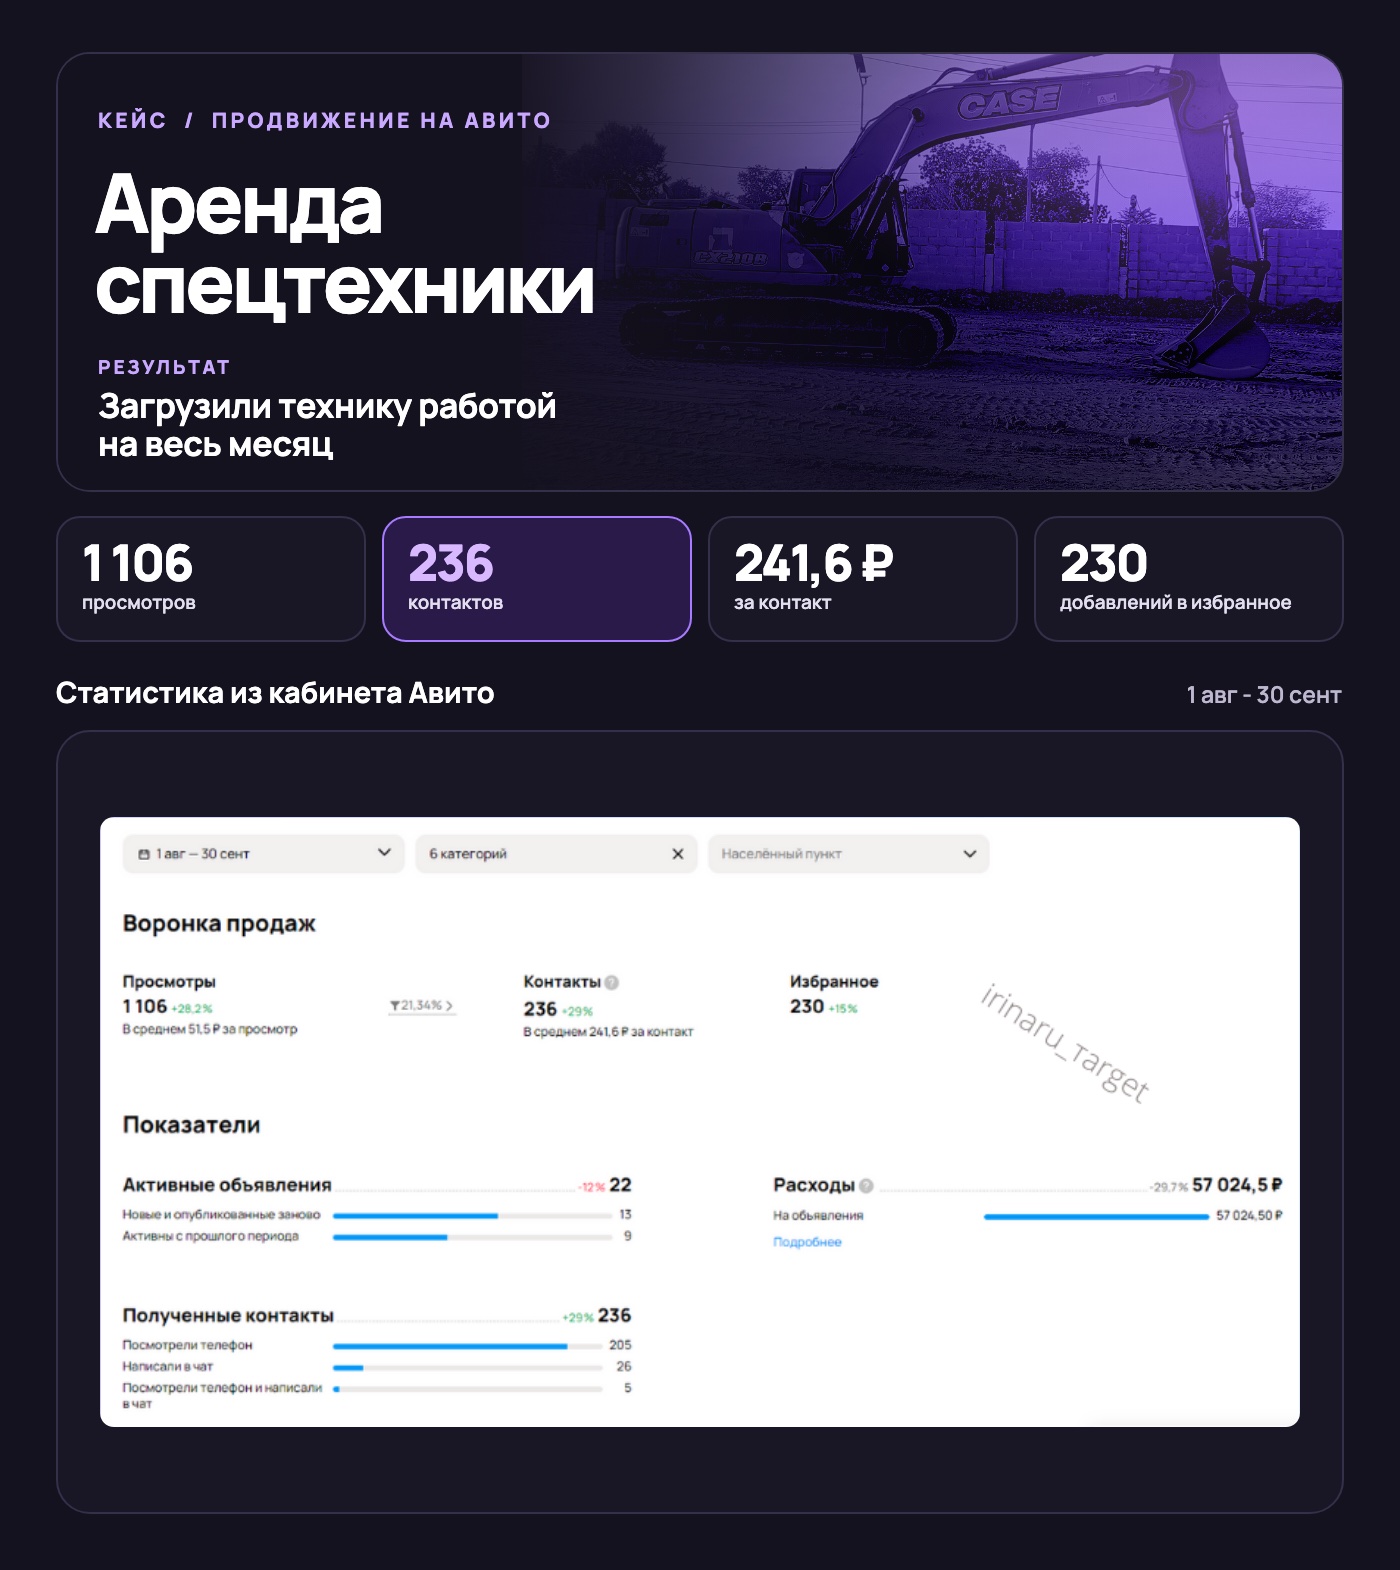 КЕЙС / ПРОДВИЖЕНИЕ НА АВИТО
Аренда
спецтехники
РЕЗУЛЬТАТ
Загрузили технику работой
на весь месяц
CASE
CX210B
1 106
просмотров
236
контактов
241,6 ₽
за контакт
230
добавлений в избранное
Статистика из кабинета Авито
1 авг - 30 сент
1 авг — 30 сент
6 категорий
Населённый пункт
Воронка продаж
Просмотры
1 106 +28,2%
В среднем 51,5 ₽ за просмотр
21,34%
Контакты
236 +29%
В среднем 241,6 ₽ за контакт
Избранное
230 +15%
irinaru_Target
Показатели
Активные объявления -12% 22
Новые и опубликованные заново 13
Активны с прошлого периода 9
Расходы -29,7% 57 024,5 ₽
На объявления 57 024,50 ₽
Подробнее
Полученные контакты +29% 236
Посмотрели телефон 205
Написали в чат 26
Посмотрели телефон и написали 5
в чат